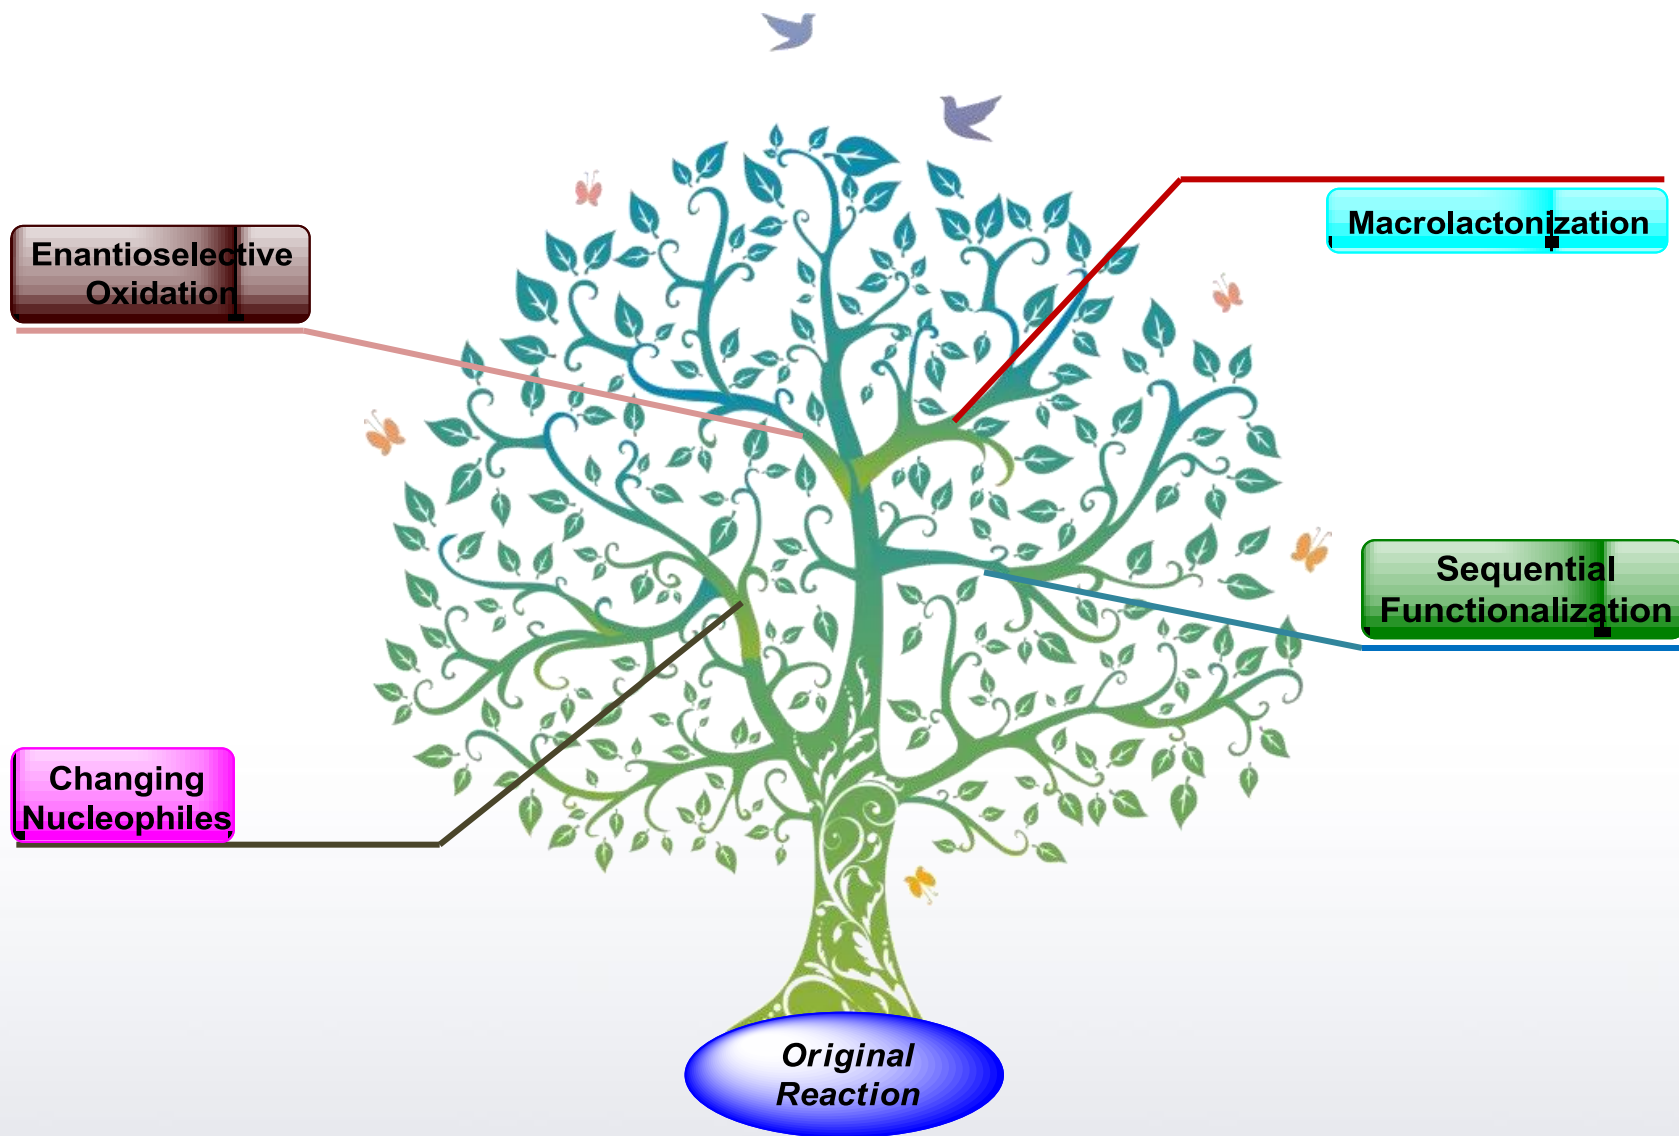 Macrolactonization
Enantioselective
Oxidation
Sequential
Functionalization
Changing
Nucleophiles
Original
Reaction